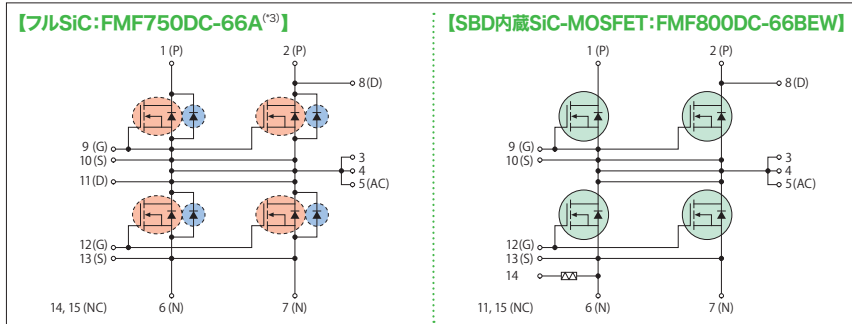 【フルSiC:FMF750DC-66A(*3)】
1 (P)
2 (P)
8 (D)
9 (G)
10 (S)
3
4
5 (AC)
11 (D)
12 (G)
13 (S)
14, 15 (NC)
6 (N)
7 (N)
【SBD内蔵SiC-MOSFET:FMF800DC-66BEW】
1 (P)
2 (P)
8 (D)
9 (G)
10 (S)
3
4
5 (AC)
12 (G)
13 (S)
14
11, 15 (NC)
6 (N)
7 (N)